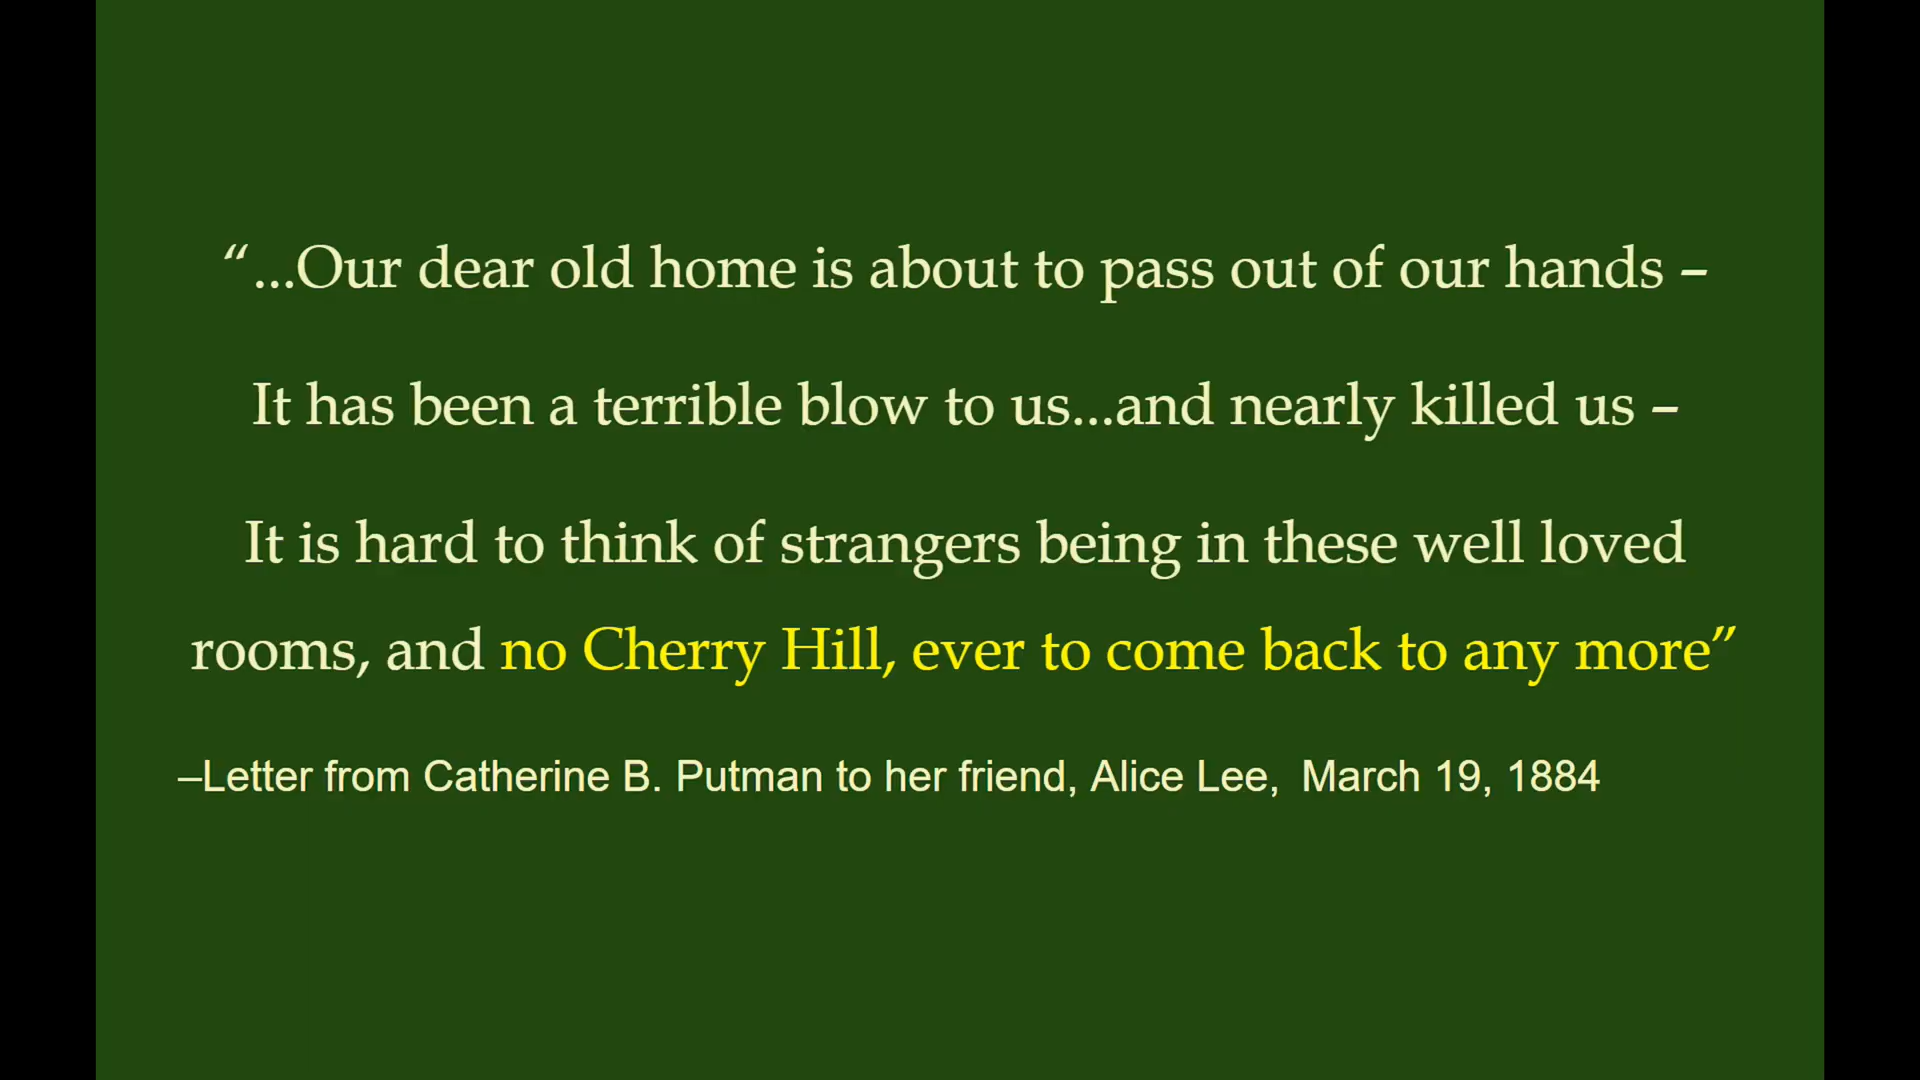 “...Our dear old home is about to pass out of our hands –
It has been a terrible blow to us...and nearly killed us –
It is hard to think of strangers being in these well loved
rooms, and no Cherry Hill, ever to come back to any more”
–Letter from Catherine B. Putman to her friend, Alice Lee,  March 19, 1884